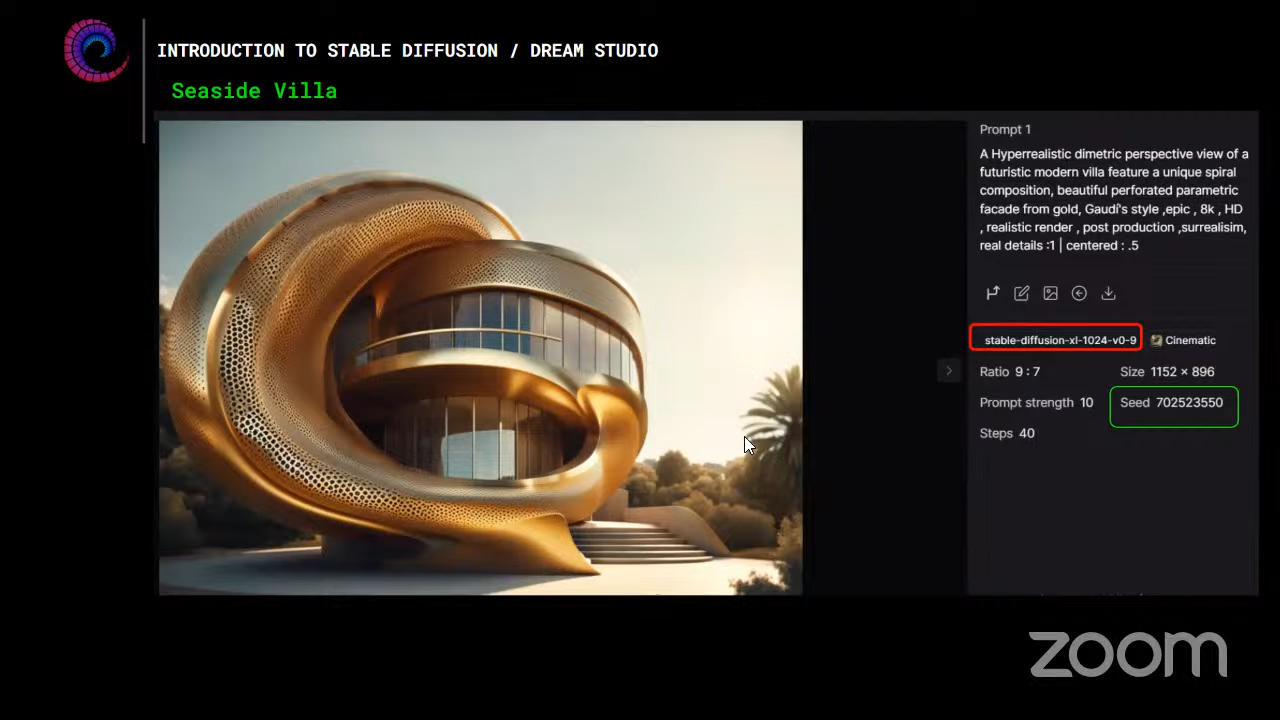 INTRODUCTION TO STABLE DIFFUSION / DREAM STUDIO
Seaside Villa
Prompt 1
A Hyperrealistic dimetric perspective view of a
futuristic modern villa feature a unique spiral
composition, beautiful perforated parametric
facade from gold, Gaudí's style ,epic , 8k , HD
, realistic render , post production ,surrealisim,
real details :1 | centered : .5
stable-diffusion-xl-1024-v0-9 Cinematic
Ratio 9 : 7 Size 1152 × 896
Prompt strength 10 Seed 702523550
Steps 40
zoom